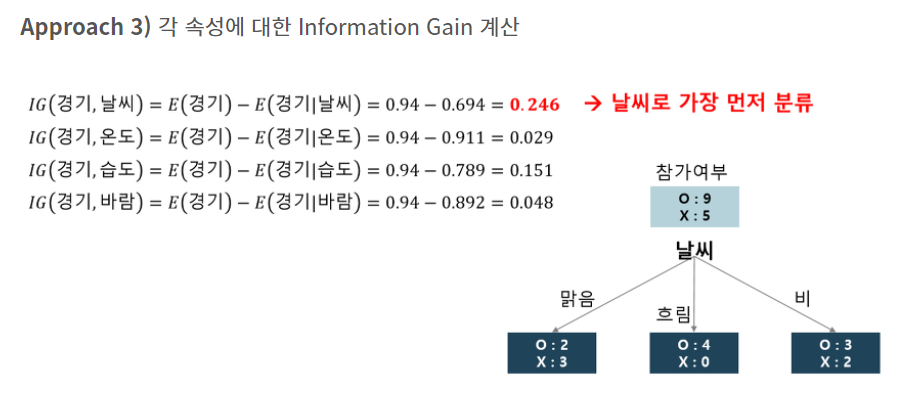 Approach 3) 각 속성에 대한 Information Gain 계산
IG(경기, 날씨) = E(경기) − E(경기|날씨) = 0.94 − 0.694 = 0.246 → 날씨로 가장 먼저 분류
IG(경기, 온도) = E(경기) − E(경기|온도) = 0.94 − 0.911 = 0.029
IG(경기, 습도) = E(경기) − E(경기|습도) = 0.94 − 0.789 = 0.151
IG(경기, 바람) = E(경기) − E(경기|바람) = 0.94 − 0.892 = 0.048
참가여부
O : 9
X : 5
날씨
맑음
흐림
비
O : 2
X : 3
O : 4
X : 0
O : 3
X : 2